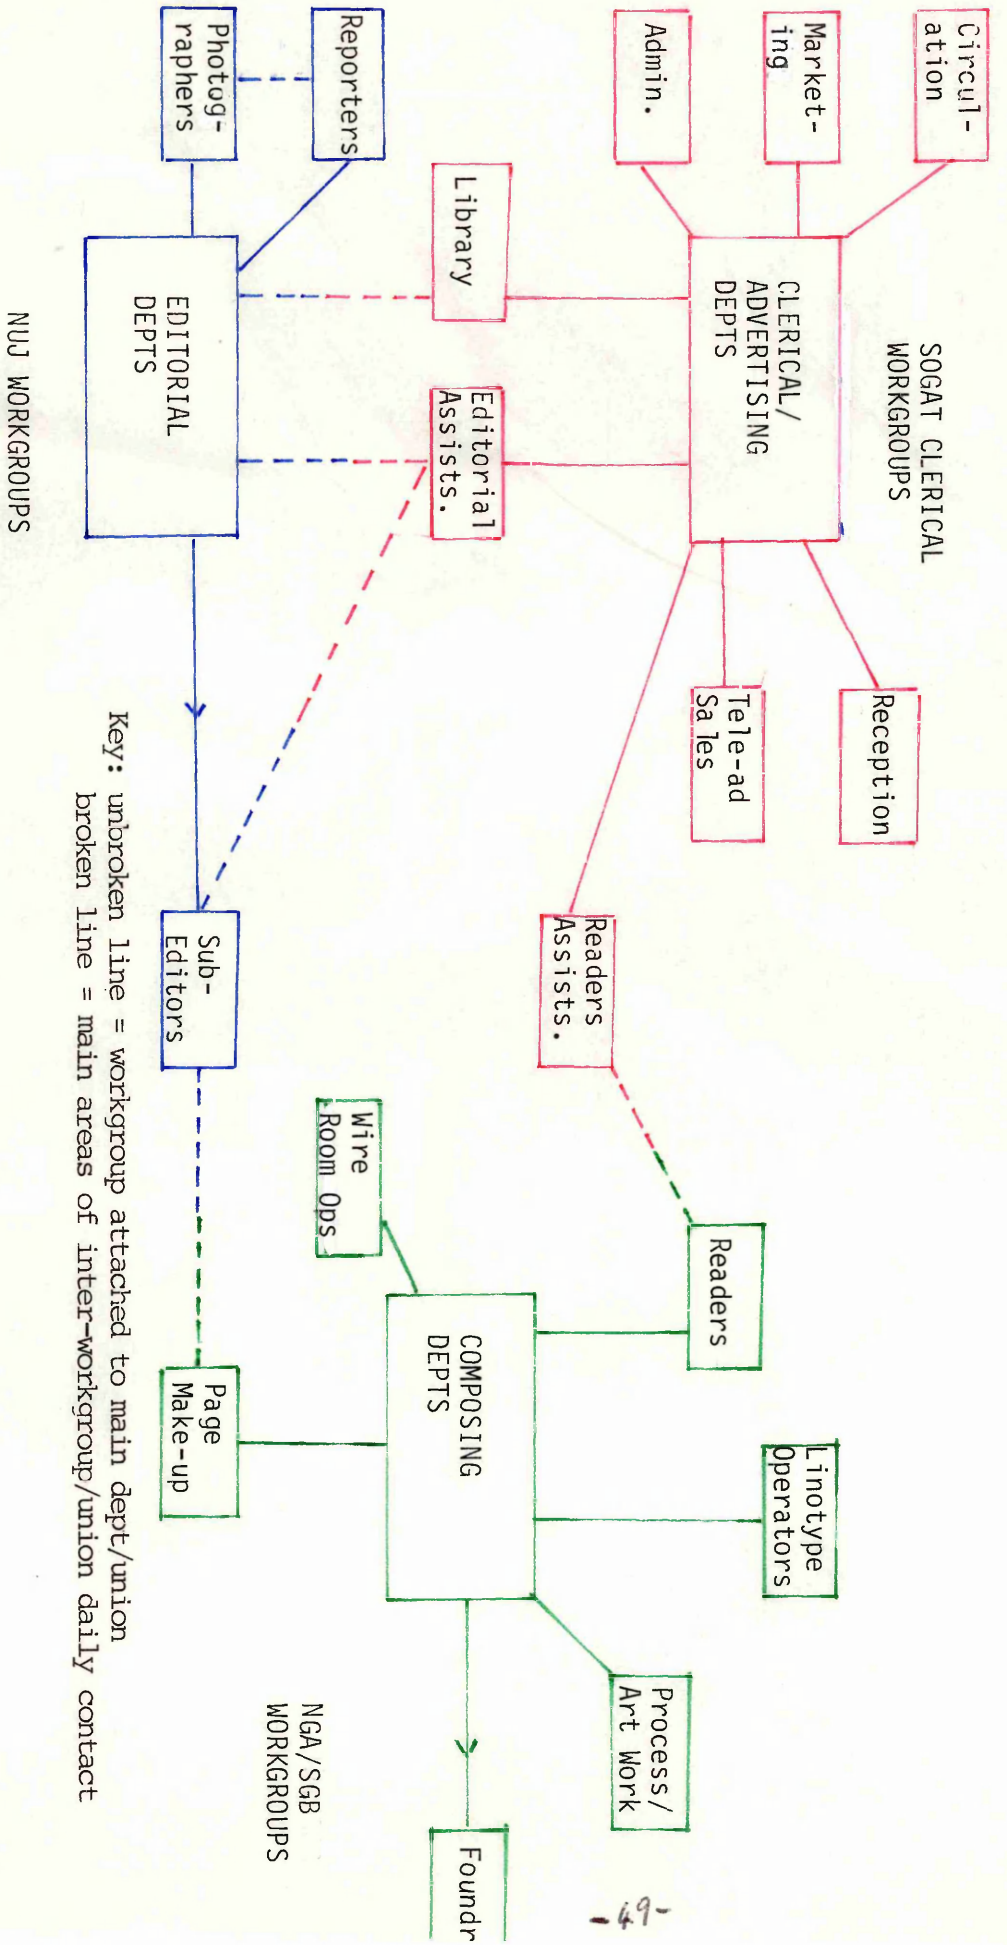 -49-
SOGAT CLERICAL
WORKGROUPS
Circul-
ation
Market-
ing
Admin.
CLERICAL/
ADVERTISING
DEPTS
Reception
Tele-ad
Sales
Library
Editorial
Assists.
Readers
Assists.
Readers
Linotype
Operators
Reporters
Photog-
raphers
EDITORIAL
DEPTS
Sub-
Editors
Wire
Room Ops
COMPOSING
DEPTS
Process/
Art Work
Page
Make-up
Foundr
NGA/SGB
WORKGROUPS
NUJ WORKGROUPS
Key: unbroken line = workgroup attached to main dept/union
broken line = main areas of inter-workgroup/union daily contact